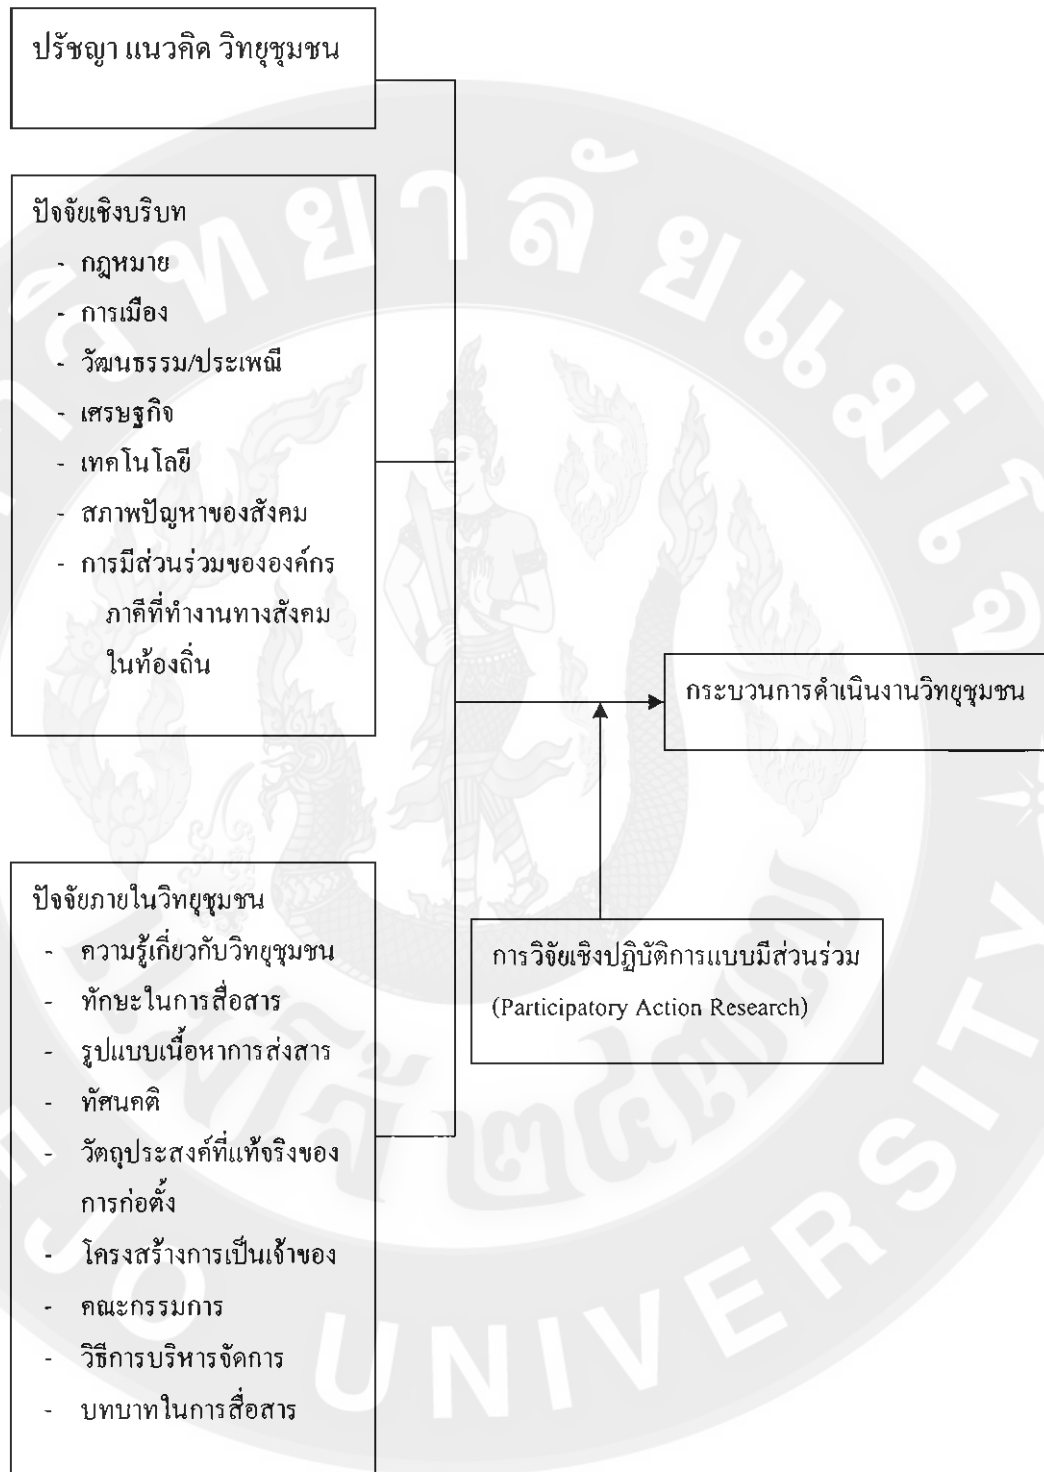 ปรัชญา แนวคิด วิทยุชุมชน
ปัจจัยเชิงบริบท
- กฎหมาย
- การเมือง
- วัฒนธรรม/ประเพณี
- เศรษฐกิจ
- เทคโนโลยี
- สภาพปัญหาของสังคม
- การมีส่วนร่วมขององค์กร
ภาคีที่ทำงานทางสังคม
ในท้องถิ่น
กระบวนการดำเนินงานวิทยุชุมชน
ปัจจัยภายในวิทยุชุมชน
- ความรู้เกี่ยวกับวิทยุชุมชน
- ทักษะในการสื่อสาร
- รูปแบบเนื้อหาการส่งสาร
- ทัศนคติ
- วัตถุประสงค์ที่แท้จริงของ
การก่อตั้ง
- โครงสร้างการเป็นเจ้าของ
- คณะกรรมการ
- วิธีการบริหารจัดการ
- บทบาทในการสื่อสาร
การวิจัยเชิงปฏิบัติการแบบมีส่วนร่วม
(Participatory Action Research)
วิทยาลัยแม่โจ้
JO UNIVERSITY
๒๔๗๗